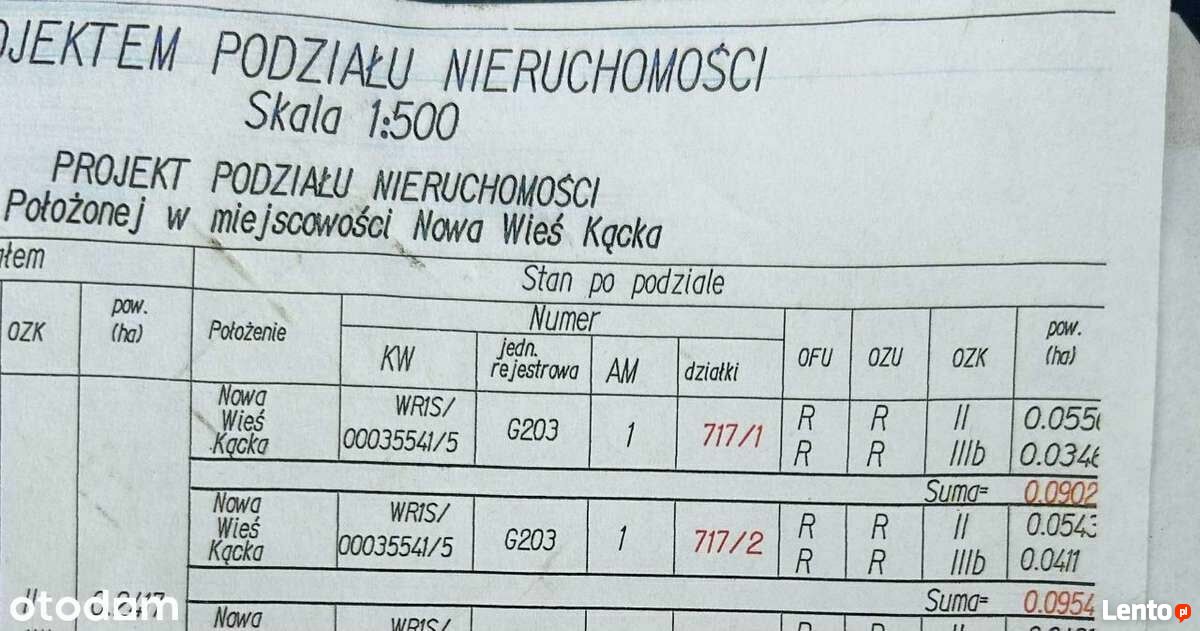 PODZIAŁU NIERUCHOMOŚCI
Skala 1:500
PROJEKT PODZIAŁU NIERUCHOMOŚCI
Położonej w miejscowości Nowa Wieś Kącka
Stan po podziale
OZK pow. (ha) Położenie Numer OFU OZU OZK pow. (ha)
KW jedn. rejestrowa AM działki
Nowa Wieś Kącka WR1S/ 00035541/5 G203 1 717/1 R R II
R R IIIb
Suma= 0.0902
Nowa Wieś Kącka WR1S/ 00035541/5 G203 1 717/2 R R II 0.0543
R R IIIb 0.0411
Suma= 0.0954
Nowa WR1S/
otodom
Lento.pl